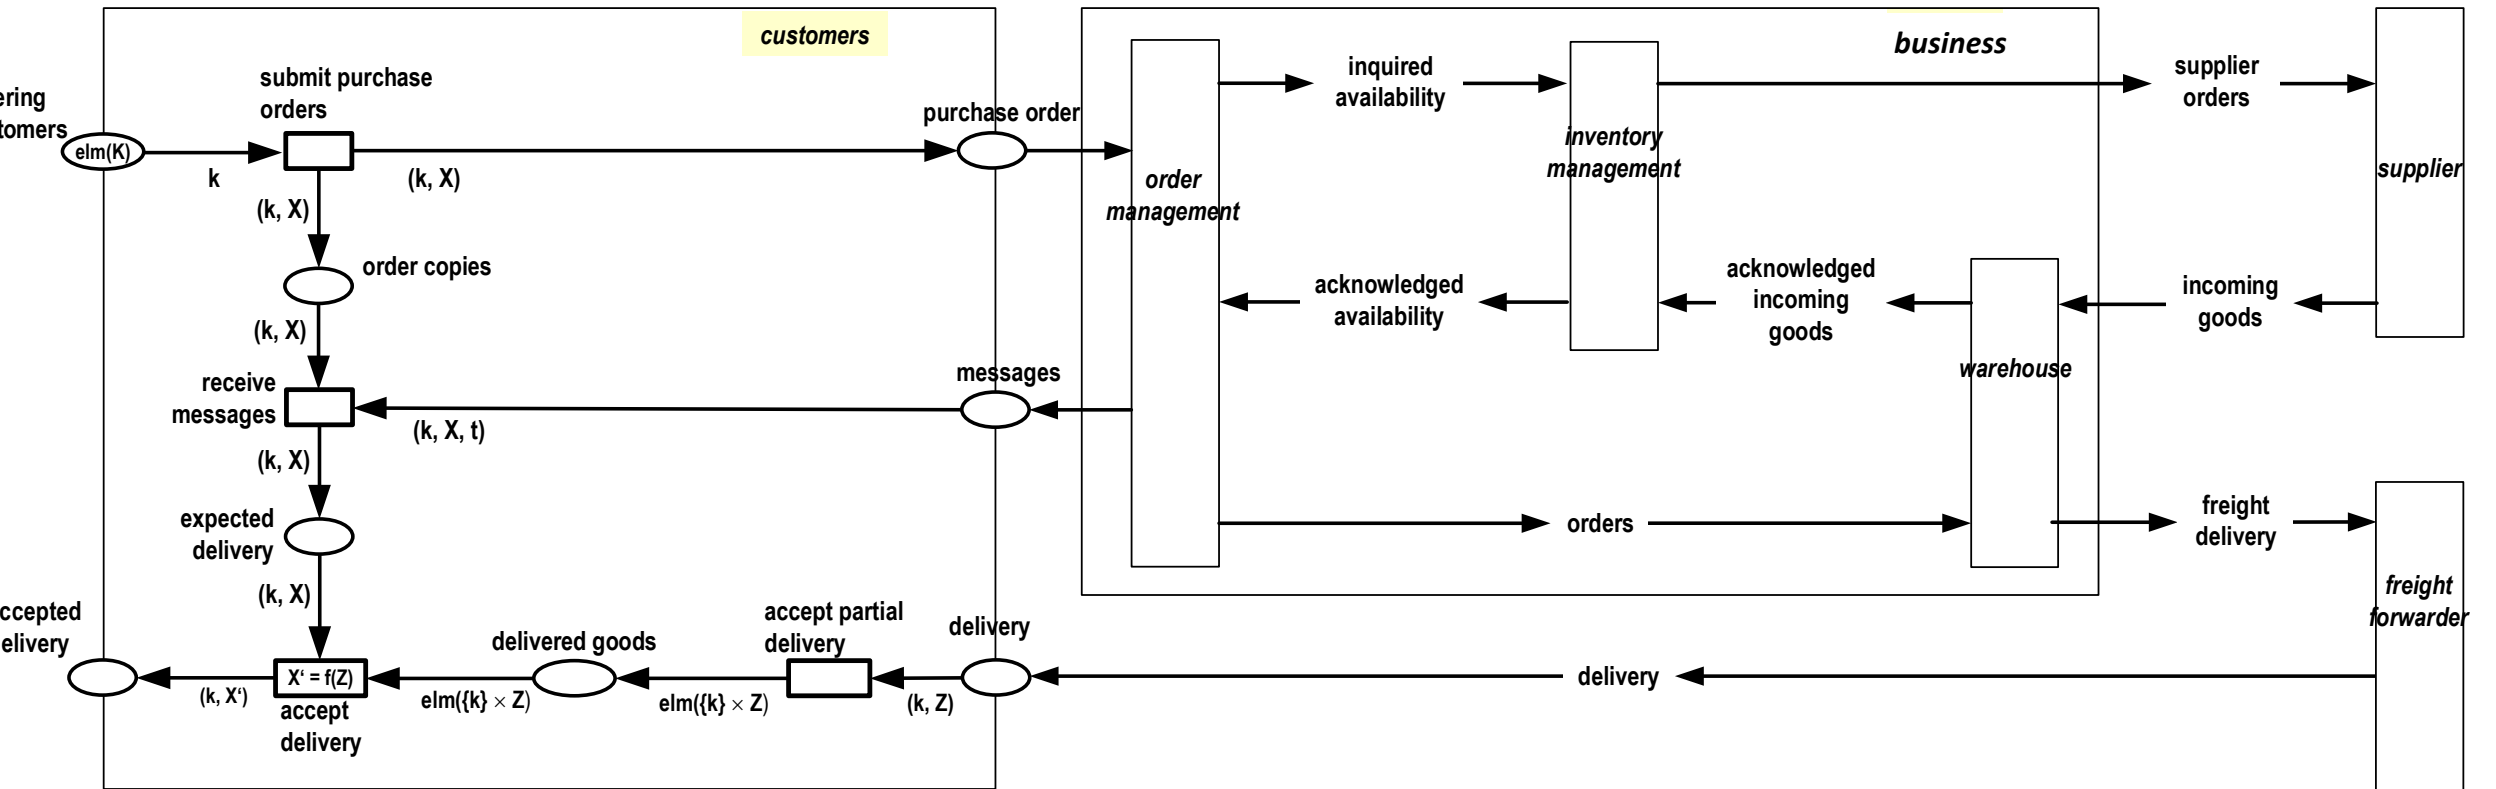 customers
business
submit purchase
orders
ering
tomers
elm(K)
k
(k, X)
purchase order
(k, X)
order copies
(k, X)
receive
messages
(k, X, t)
messages
(k, X)
expected
delivery
(k, X)
ccepted
elivery
(k, X‘)
X‘ = f(Z)
accept
delivery
elm({k} × Z)
delivered goods
elm({k} × Z)
accept partial
delivery
(k, Z)
delivery
order
management
inquired
availability
inventory
management
supplier
orders
supplier
acknowledged
availability
acknowledged
incoming
goods
warehouse
incoming
goods
orders
freight
delivery
freight
forwarder
delivery